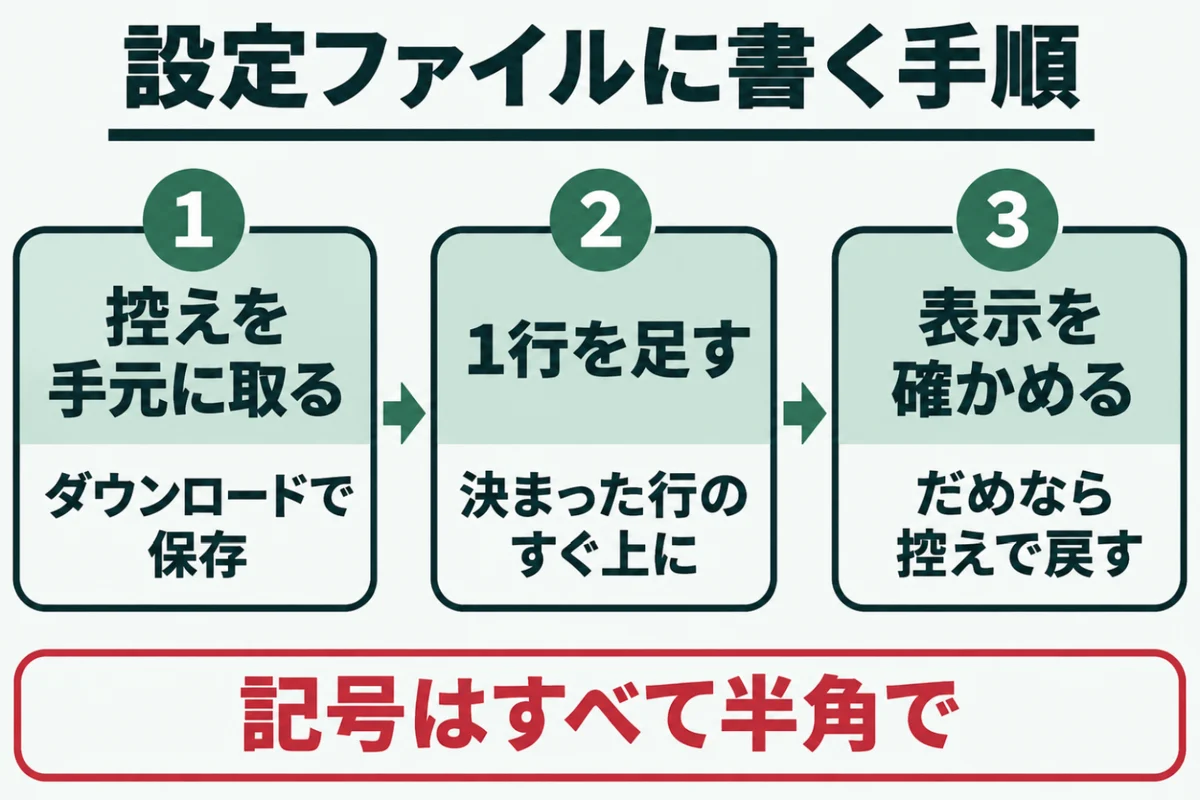 設定ファイルに書く手順
1
控えを
手元に取る
ダウンロードで
保存
2
1行を足す
決まった行の
すぐ上に
3
表示を
確かめる
だめなら
控えで戻す
記号はすべて半角で